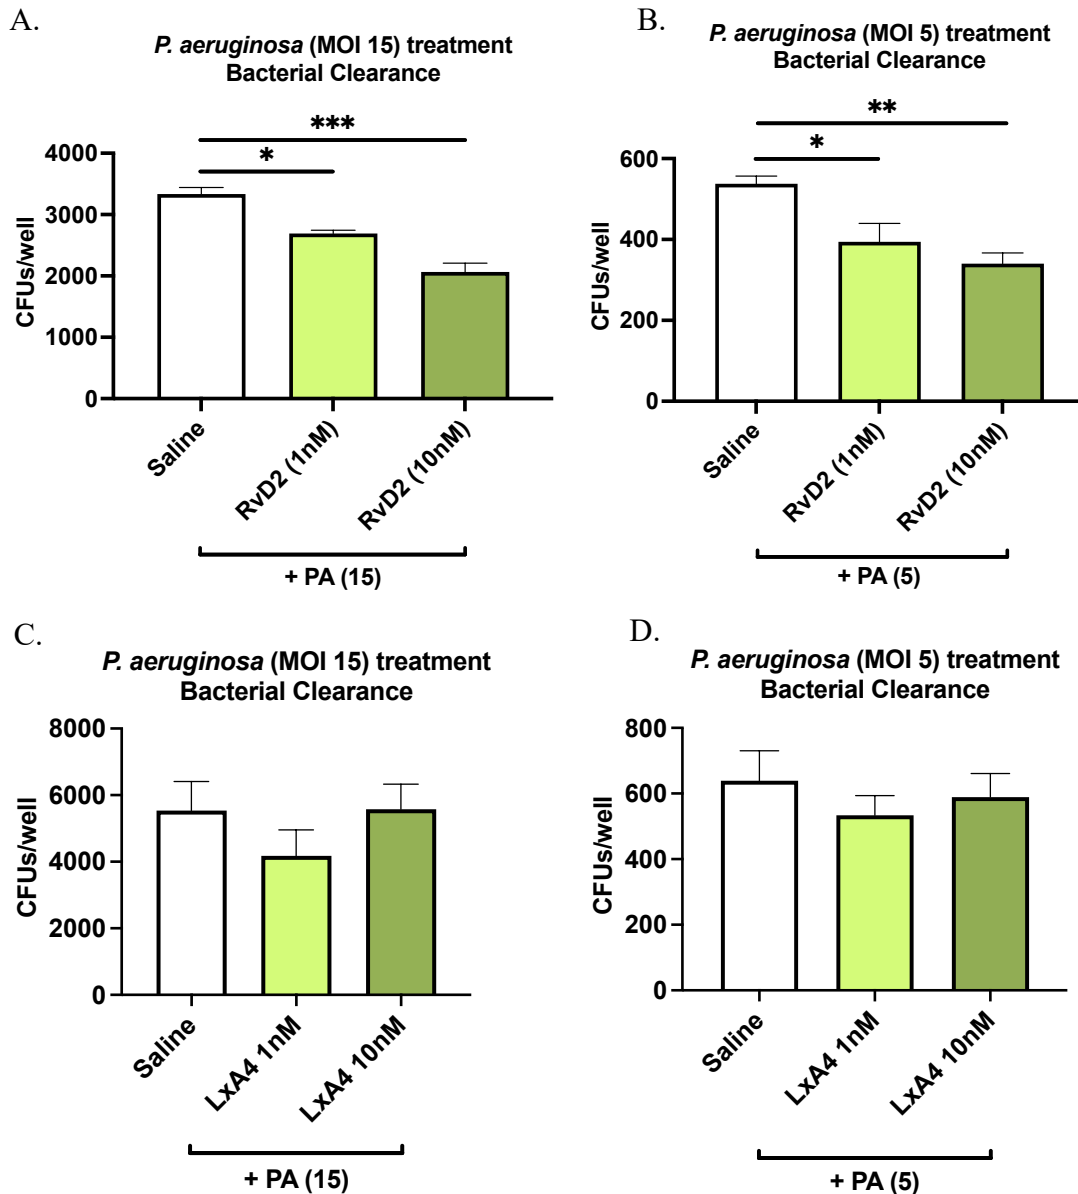 A.
P. aeruginosa (MOI 15) treatment
Bacterial Clearance
***
*
4000
3000
2000
1000
0
CFUs/well
Saline
RvD2 (1nM)
RvD2 (10nM)
+ PA (15)
B.
P. aeruginosa (MOI 5) treatment
Bacterial Clearance
**
*
600
400
200
0
CFUs/well
Saline
RvD2 (1nM)
RvD2 (10nM)
+ PA (5)
C.
P. aeruginosa (MOI 15) treatment
Bacterial Clearance
8000
6000
4000
2000
0
CFUs/well
Saline
LxA4 1nM
LxA4 10nM
+ PA (15)
D.
P. aeruginosa (MOI 5) treatment
Bacterial Clearance
800
600
400
200
0
CFUs/well
Saline
LxA4 1nM
LxA4 10nM
+ PA (5)